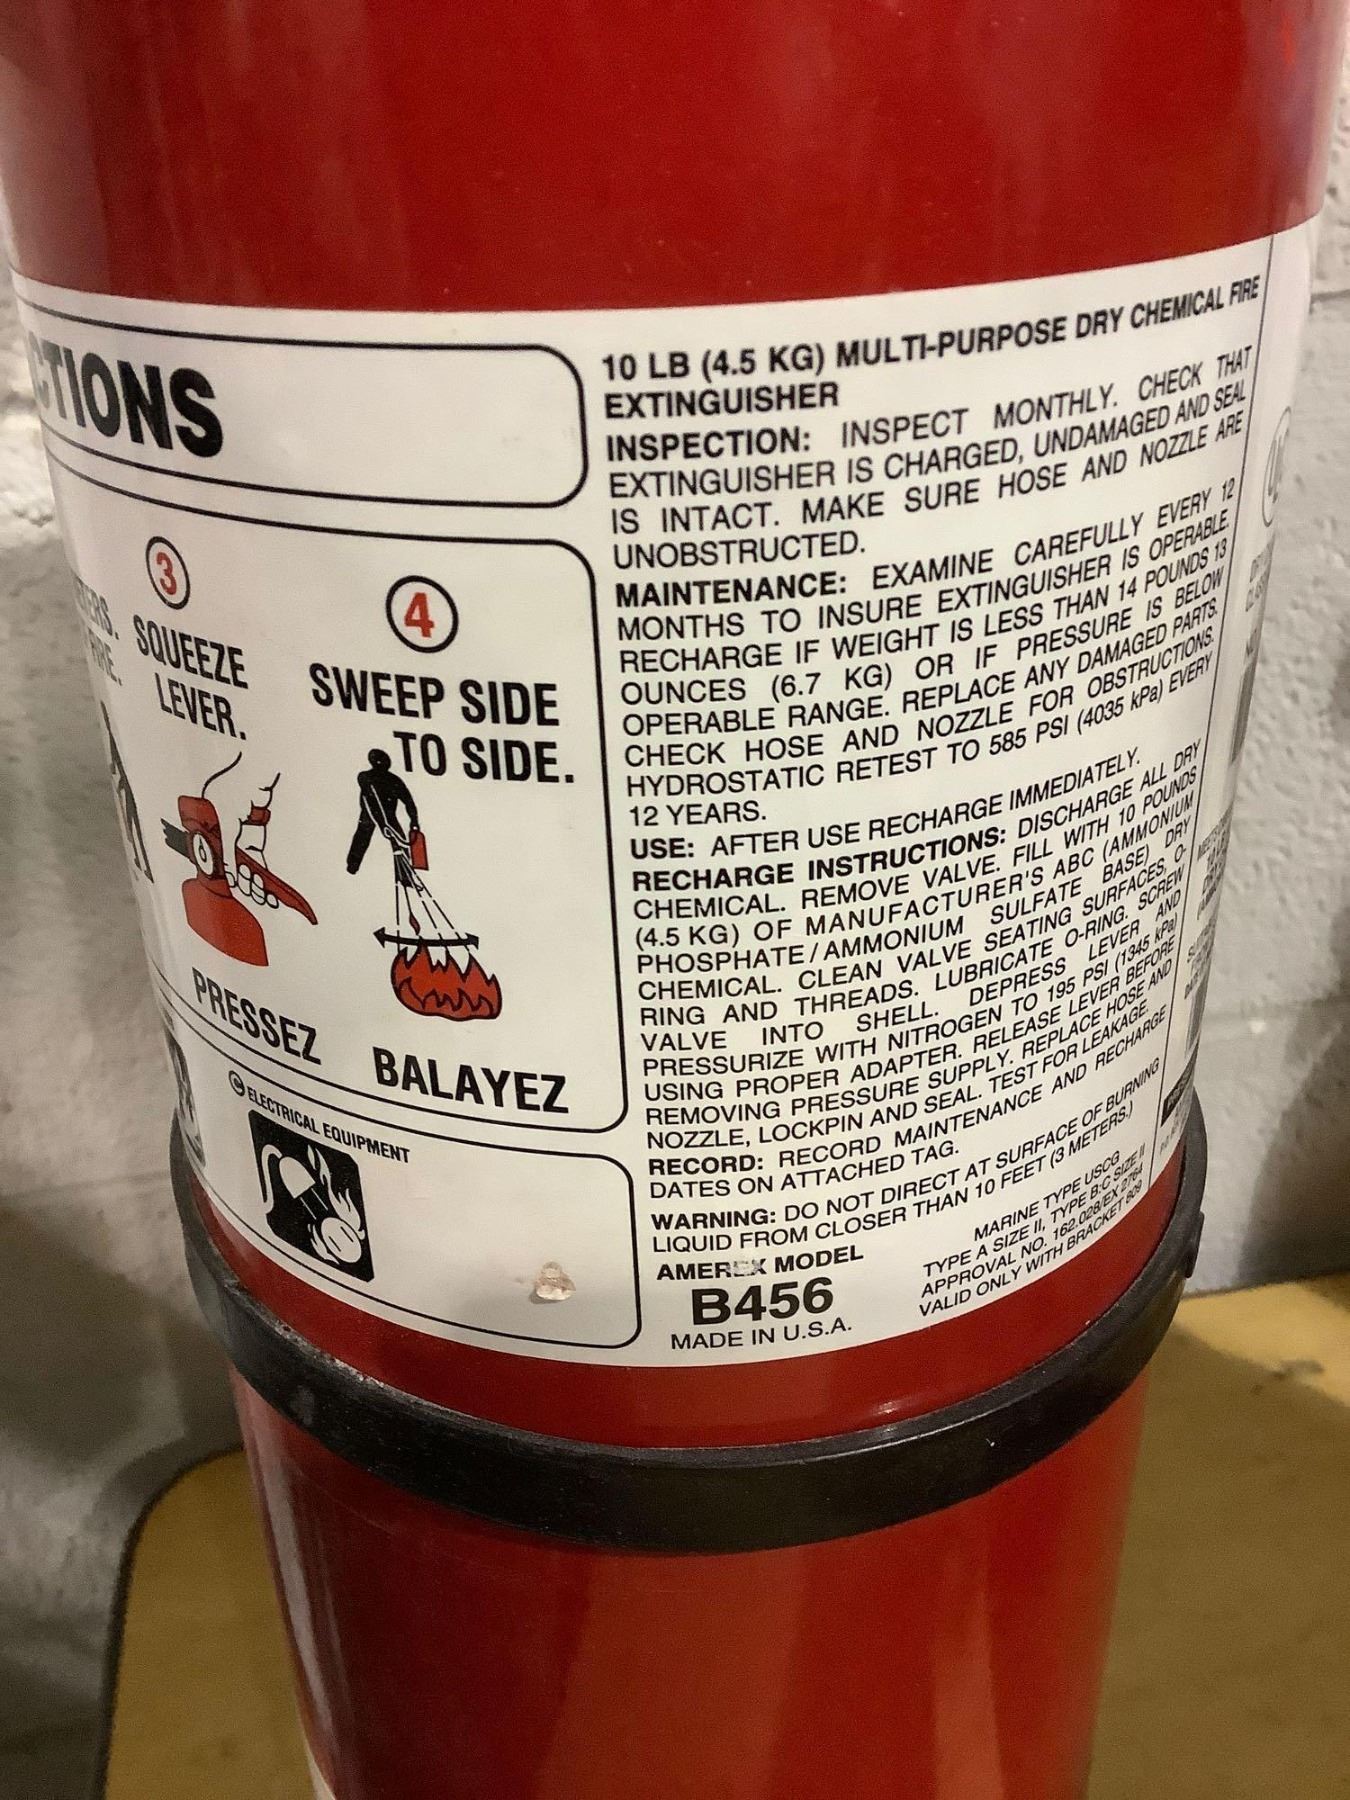 CTIONS
3
SQUEEZE
LEVER.
PRESSEZ
4
SWEEP SIDE
TO SIDE.
BALAYEZ
C ELECTRICAL EQUIPMENT
10 LB (4.5 KG) MULTI-PURPOSE DRY CHEMICAL FIRE
EXTINGUISHER
INSPECTION: INSPECT MONTHLY. CHECK THAT
EXTINGUISHER IS CHARGED, UNDAMAGED AND SEAL
IS INTACT. MAKE SURE HOSE AND NOZZLE ARE
UNOBSTRUCTED.
MAINTENANCE: EXAMINE CAREFULLY EVERY 12
MONTHS TO INSURE EXTINGUISHER IS OPERABLE.
RECHARGE IF WEIGHT IS LESS THAN 14 POUNDS 13
OUNCES (6.7 KG) OR IF PRESSURE IS BELOW
OPERABLE RANGE. REPLACE ANY DAMAGED PARTS.
CHECK HOSE AND NOZZLE FOR OBSTRUCTIONS.
HYDROSTATIC RETEST TO 585 PSI (4035 kPa) EVERY
12 YEARS.
USE: AFTER USE RECHARGE IMMEDIATELY.
RECHARGE INSTRUCTIONS: DISCHARGE ALL DRY
CHEMICAL. REMOVE VALVE. FILL WITH 10 POUNDS
(4.5 KG) OF MANUFACTURER'S ABC (AMMONIUM
PHOSPHATE/AMMONIUM SULFATE BASE) DRY
CHEMICAL. CLEAN VALVE SEATING SURFACES, O-
RING AND THREADS. LUBRICATE O-RING. SCREW
VALVE INTO SHELL. DEPRESS LEVER AND
PRESSURIZE WITH NITROGEN TO 195 PSI (1345 kPa)
USING PROPER ADAPTER. RELEASE LEVER BEFORE
REMOVING PRESSURE SUPPLY. REPLACE HOSE AND
NOZZLE, LOCKPIN AND SEAL. TEST FOR LEAKAGE.
RECORD: RECORD MAINTENANCE AND RECHARGE
DATES ON ATTACHED TAG.
WARNING: DO NOT DIRECT AT SURFACE OF BURNING
LIQUID FROM CLOSER THAN 10 FEET (3 METERS.)
AMEREX MODEL
B456
MADE IN U.S.A.
MARINE TYPE USCG
TYPE A SIZE II, TYPE B:C SIZE II
APPROVAL NO. 162.028/EX 2764
VALID ONLY WITH BRACKET 809